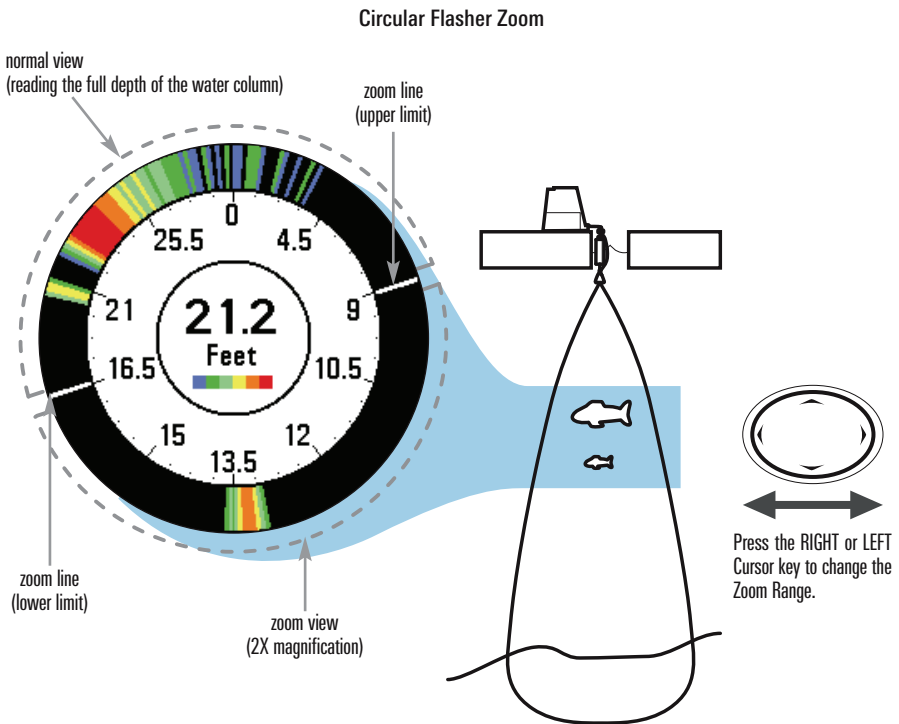 Circular Flasher Zoom
normal view
(reading the full depth of the water column)
zoom line
(upper limit)
0
4.5
9
10.5
12
13.5
15
16.5
21
25.5
21.2
Feet
zoom line
(lower limit)
zoom view
(2X magnification)
Press the RIGHT or LEFT
Cursor key to change the
Zoom Range.